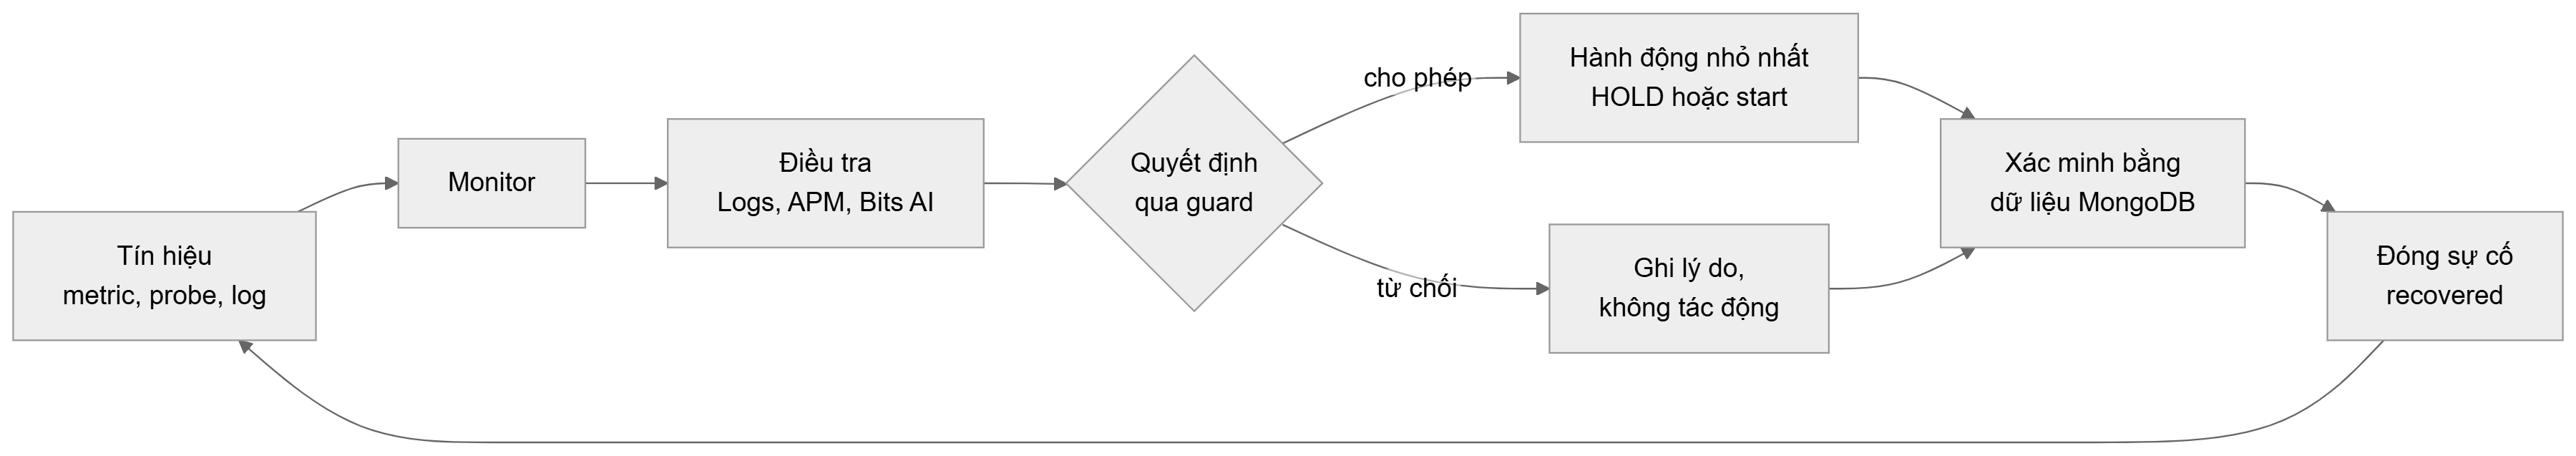 Tín hiệu
metric, probe, log
Monitor
Điều tra
Logs, APM, Bits AI
Quyết định
qua guard
cho phép
từ chối
Hành động nhỏ nhất
HOLD hoặc start
Ghi lý do,
không tác động
Xác minh bằng
dữ liệu MongoDB
Đóng sự cố
recovered